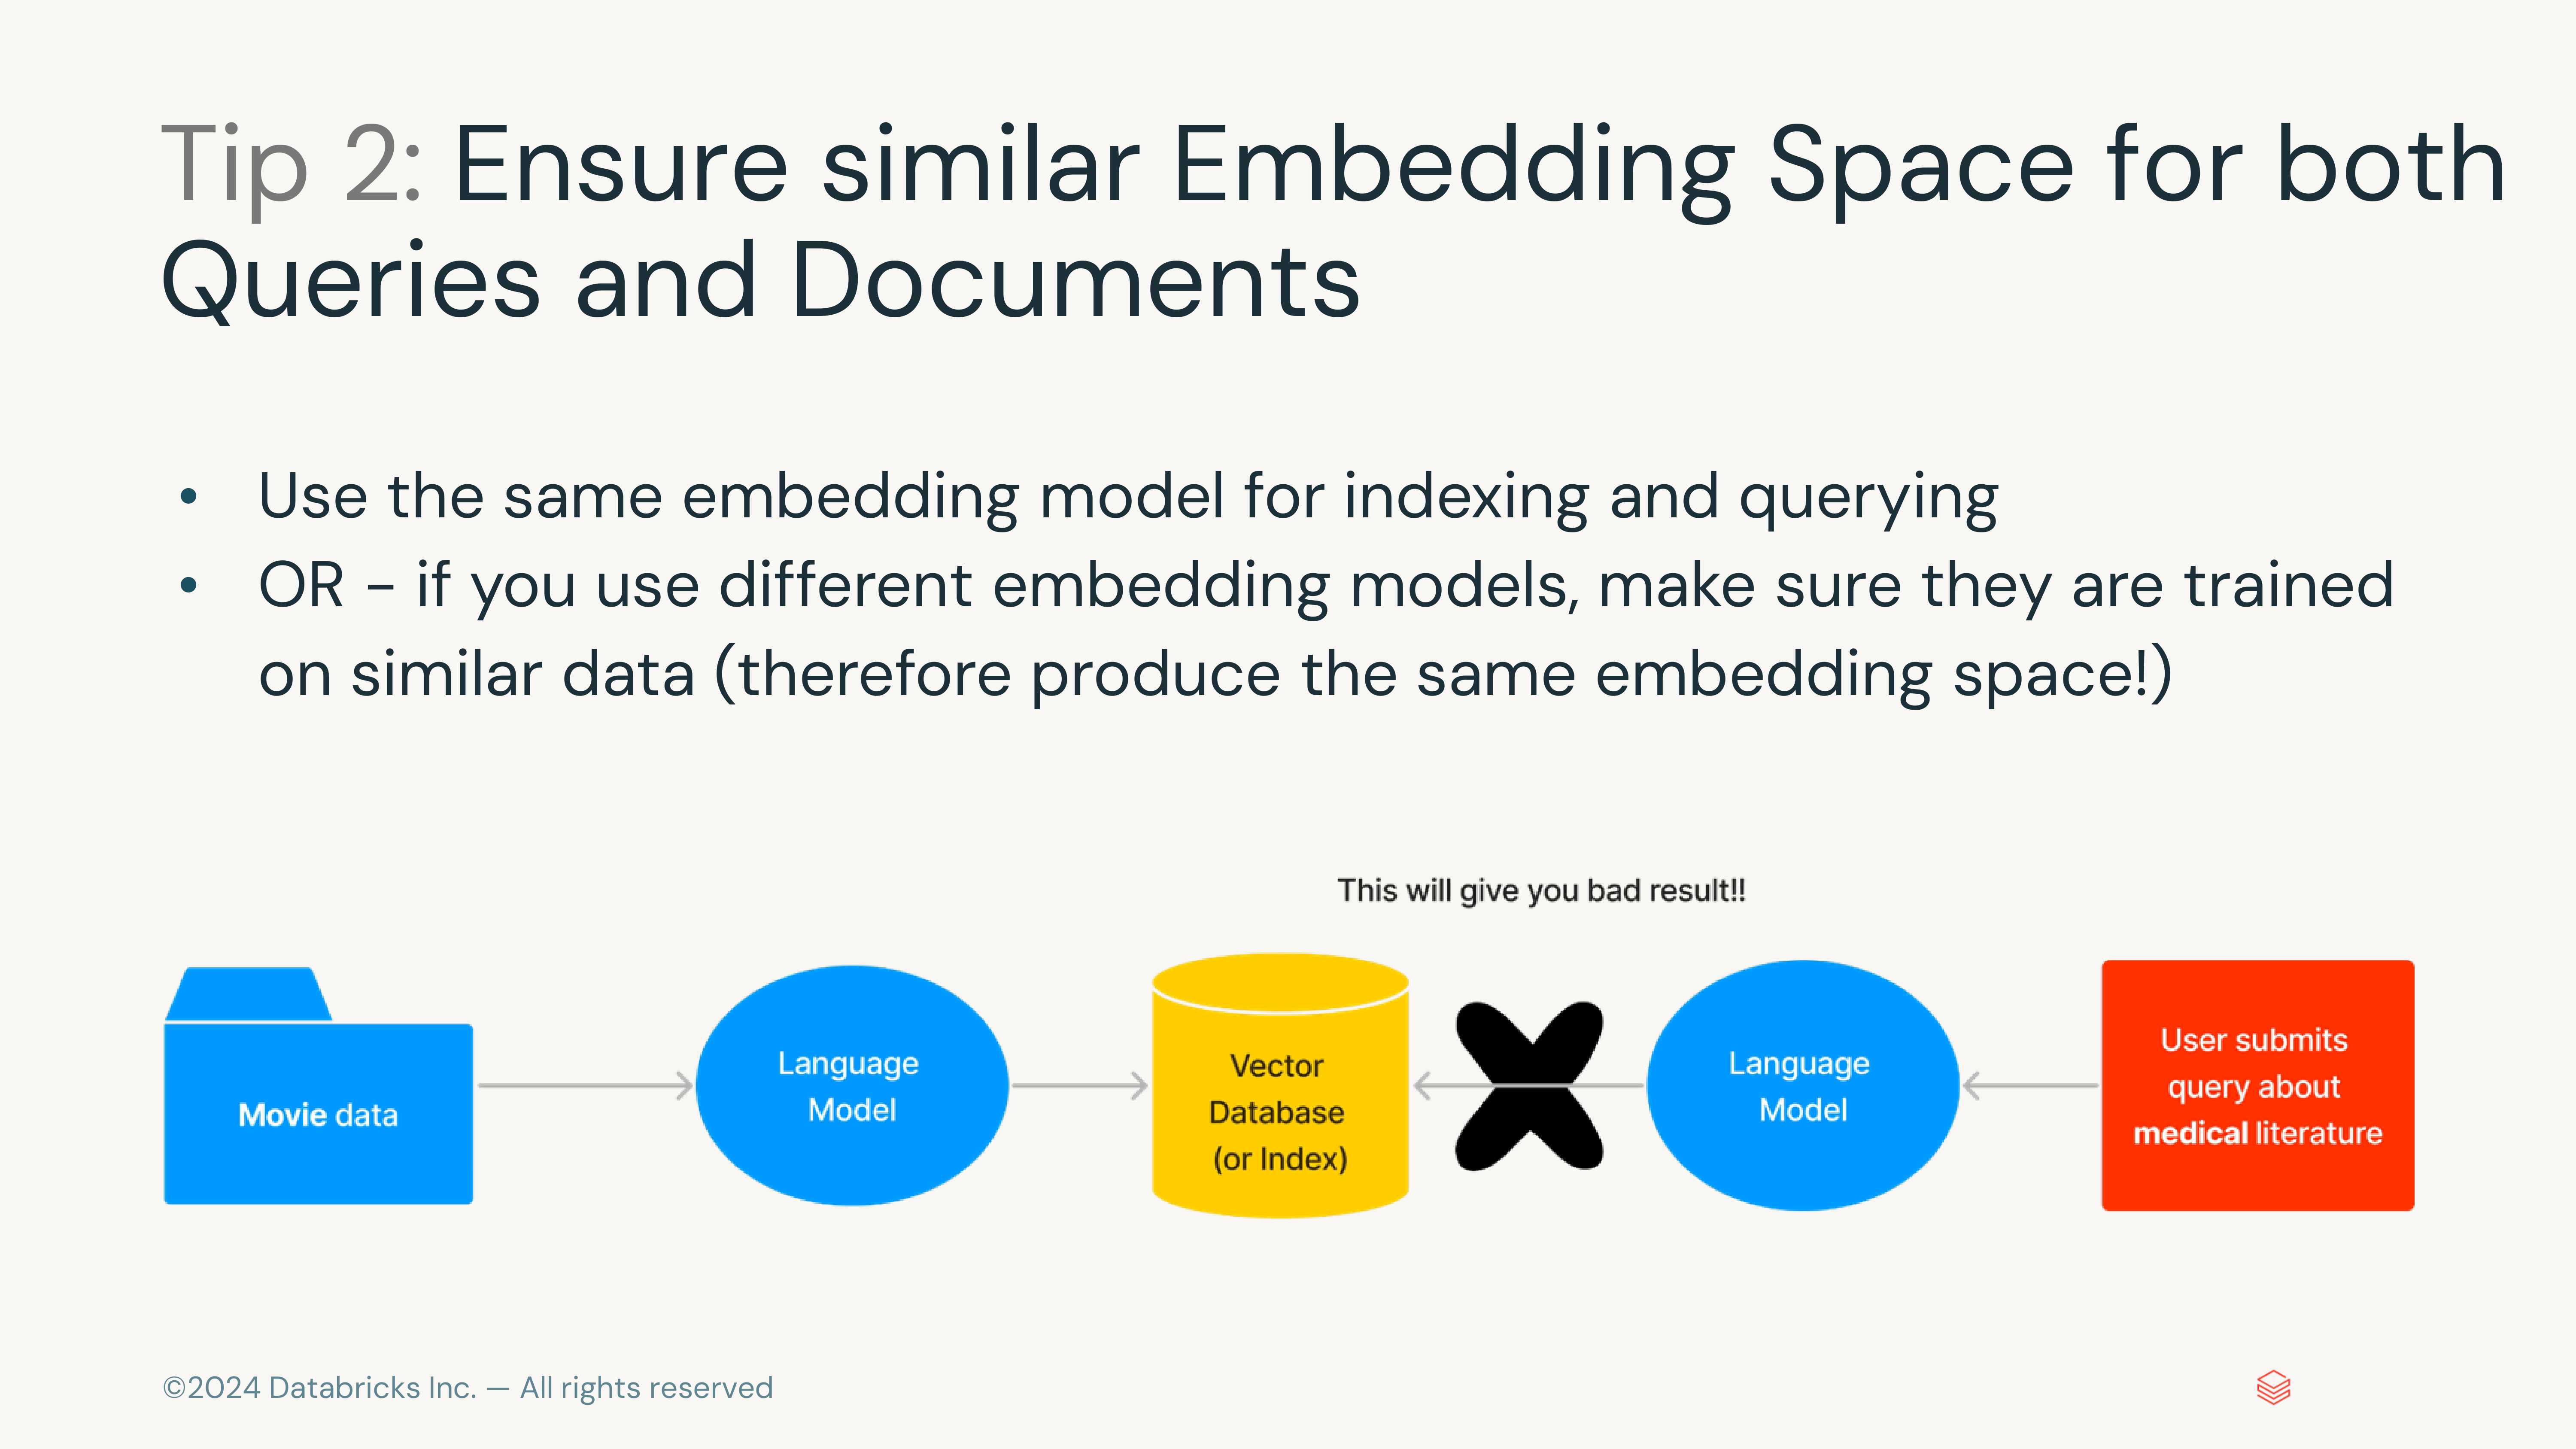 Tip 2: Ensure similar Embedding Space for both
Queries and Documents
• Use the same embedding model for indexing and querying
• OR – if you use different embedding models, make sure they are trained
on similar data (therefore produce the same embedding space!)
This will give you bad result!!
Movie data
Language
Model
Vector
Database
(or Index)
Language
Model
User submits
query about
medical literature
©2024 Databricks Inc. — All rights reserved